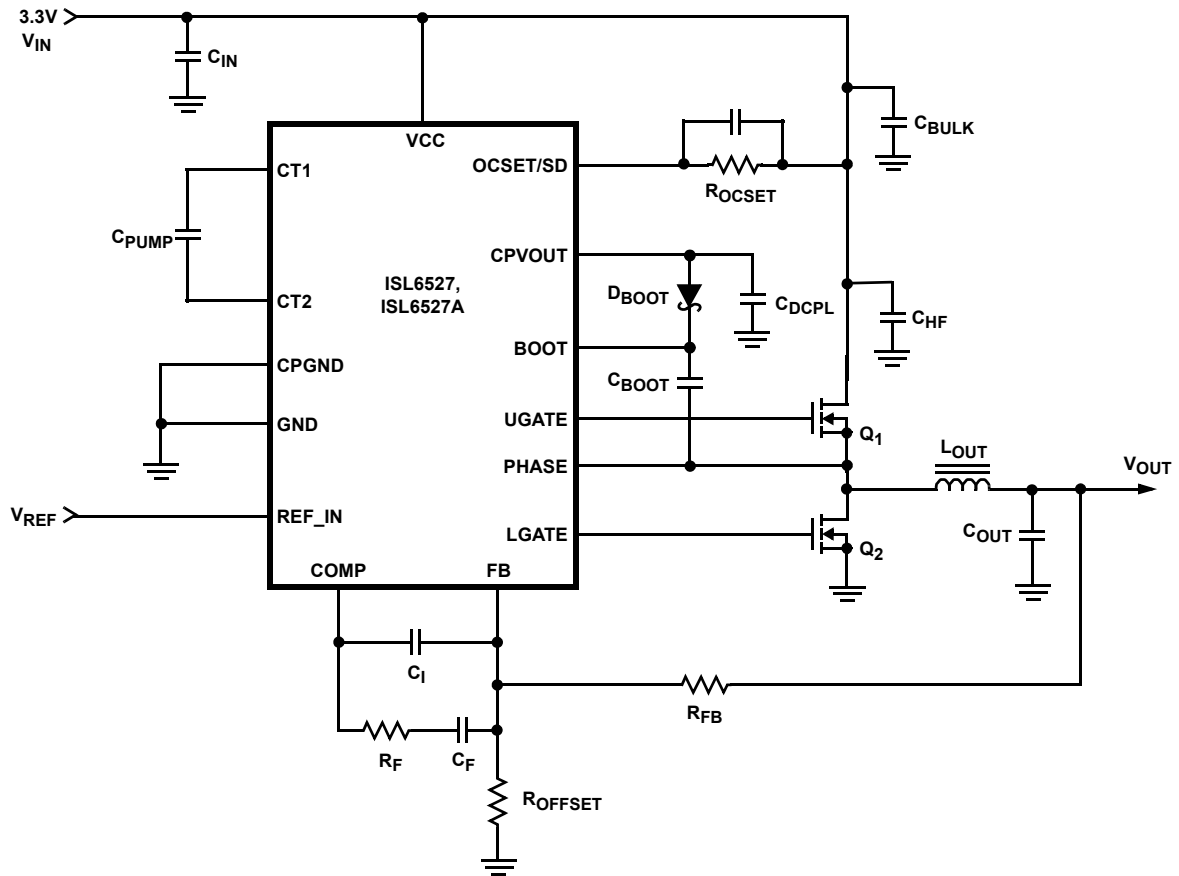 3.3V
VIN
CIN
VCC
CBULK
OCSET/SD
ROCSET
CT1
CPUMP
CT2
ISL6527,
ISL6527A
CPVOUT
DBOOT
CDCPL
CHF
BOOT
CBOOT
CPGND
GND
UGATE
Q1
PHASE
LOUT
VOUT
VREF
REF_IN
LGATE
Q2
COUT
COMP
FB
CI
RFB
RF
CF
ROFFSET